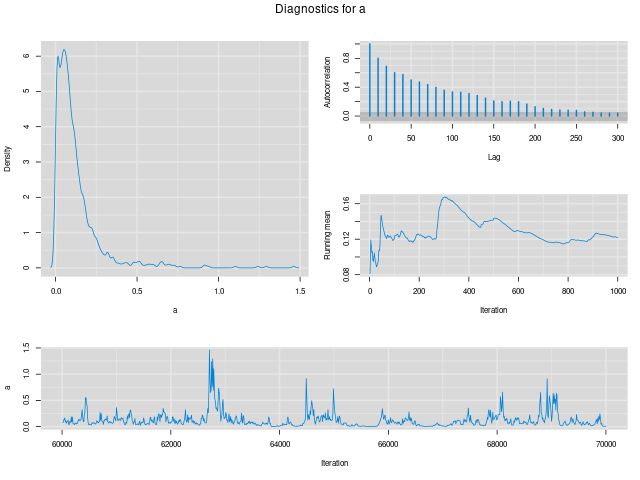 Diagnostics for a
Density
0 1 2 3 4 5 6
0.0 0.5 1.0 1.5
a
Autocorrelation
0.0 0.4 0.8
0 50 100 150 200 250 300
Lag
Running mean
0.08 0.12 0.16
0 200 400 600 800 1000
Iteration
a
0.0 0.5 1.0 1.5
60000 62000 64000 66000 68000 70000
Iteration